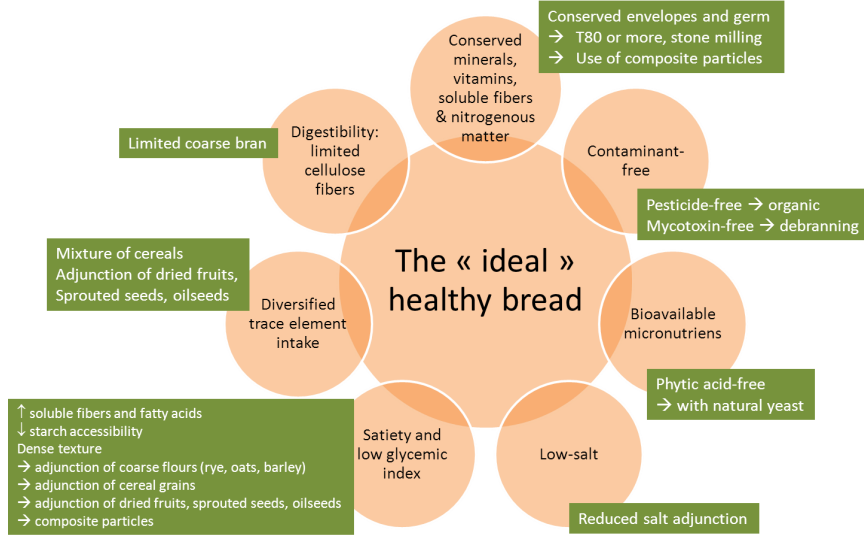 The « ideal »
healthy bread
Conserved
minerals,
vitamins,
soluble fibers
& nitrogenous
matter
Conserved envelopes and germ
→ T80 or more, stone milling
→ Use of composite particles
Contaminant-
free
Pesticide-free → organic
Mycotoxin-free → debranning
Bioavailable
micronutriens
Phytic acid-free
→ with natural yeast
Low-salt
Reduced salt adjunction
Satiety and
low glycemic
index
↑ soluble fibers and fatty acids
↓ starch accessibility
Dense texture
→ adjunction of coarse flours (rye, oats, barley)
→ adjunction of cereal grains
→ adjunction of dried fruits, sprouted seeds, oilseeds
→ composite particles
Diversified
trace element
intake
Mixture of cereals
Adjunction of dried fruits,
Sprouted seeds, oilseeds
Digestibility:
limited
cellulose
fibers
Limited coarse bran